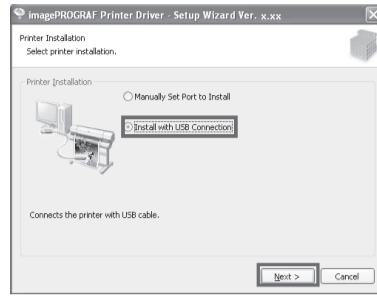 imagePROGRAF Printer Driver - Setup Wizard Ver. x.xx
Printer Installation
Select printer installation.
Printer Installation
Manually Set Port to Install
Install with USB Connection
Connects the printer with USB cable.
Next >
Cancel